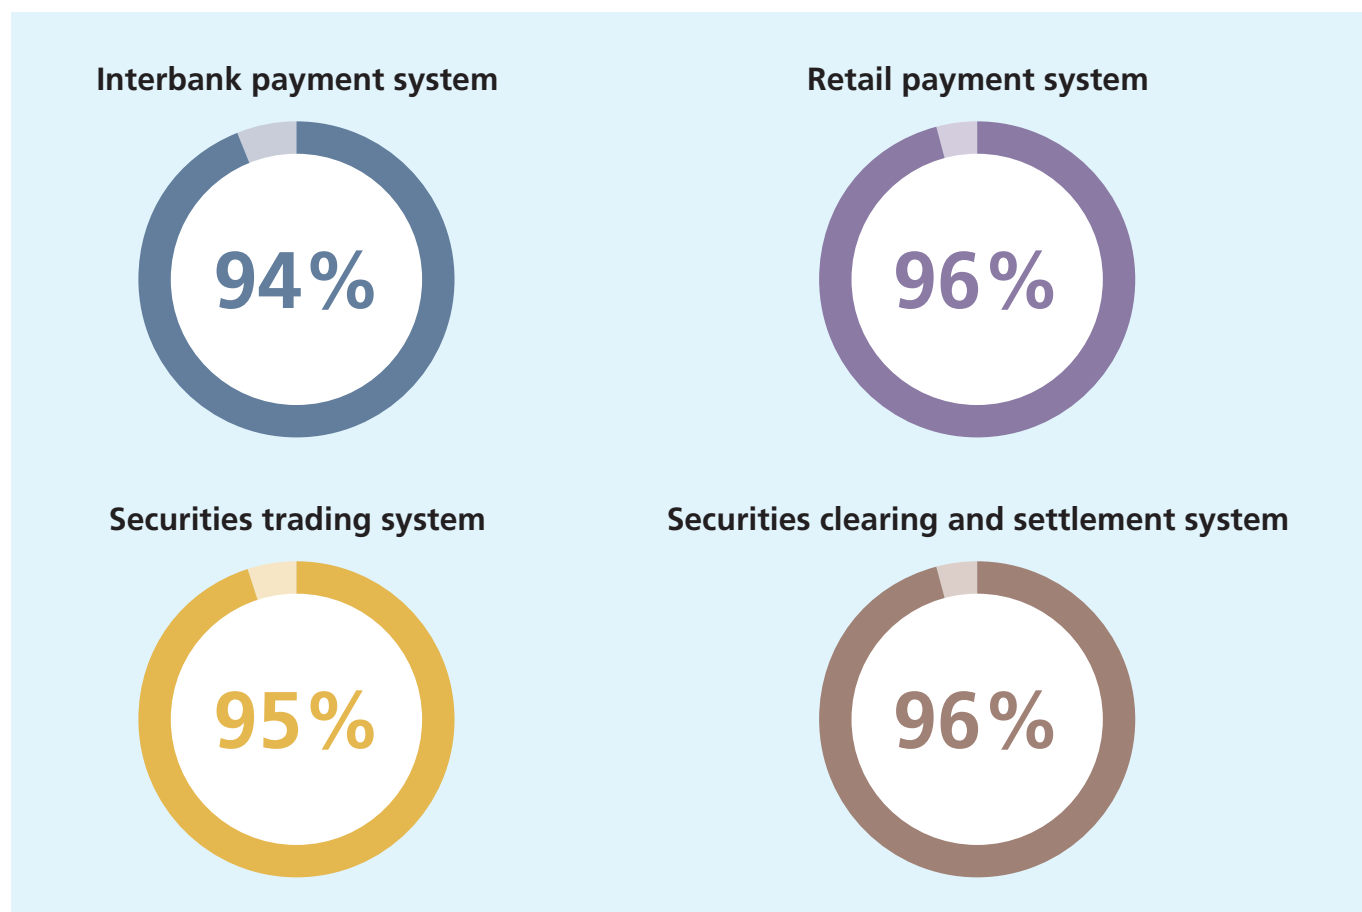 Interbank payment system
Retail payment system
94%
96%
Securities trading system
Securities clearing and settlement system
95%
96%